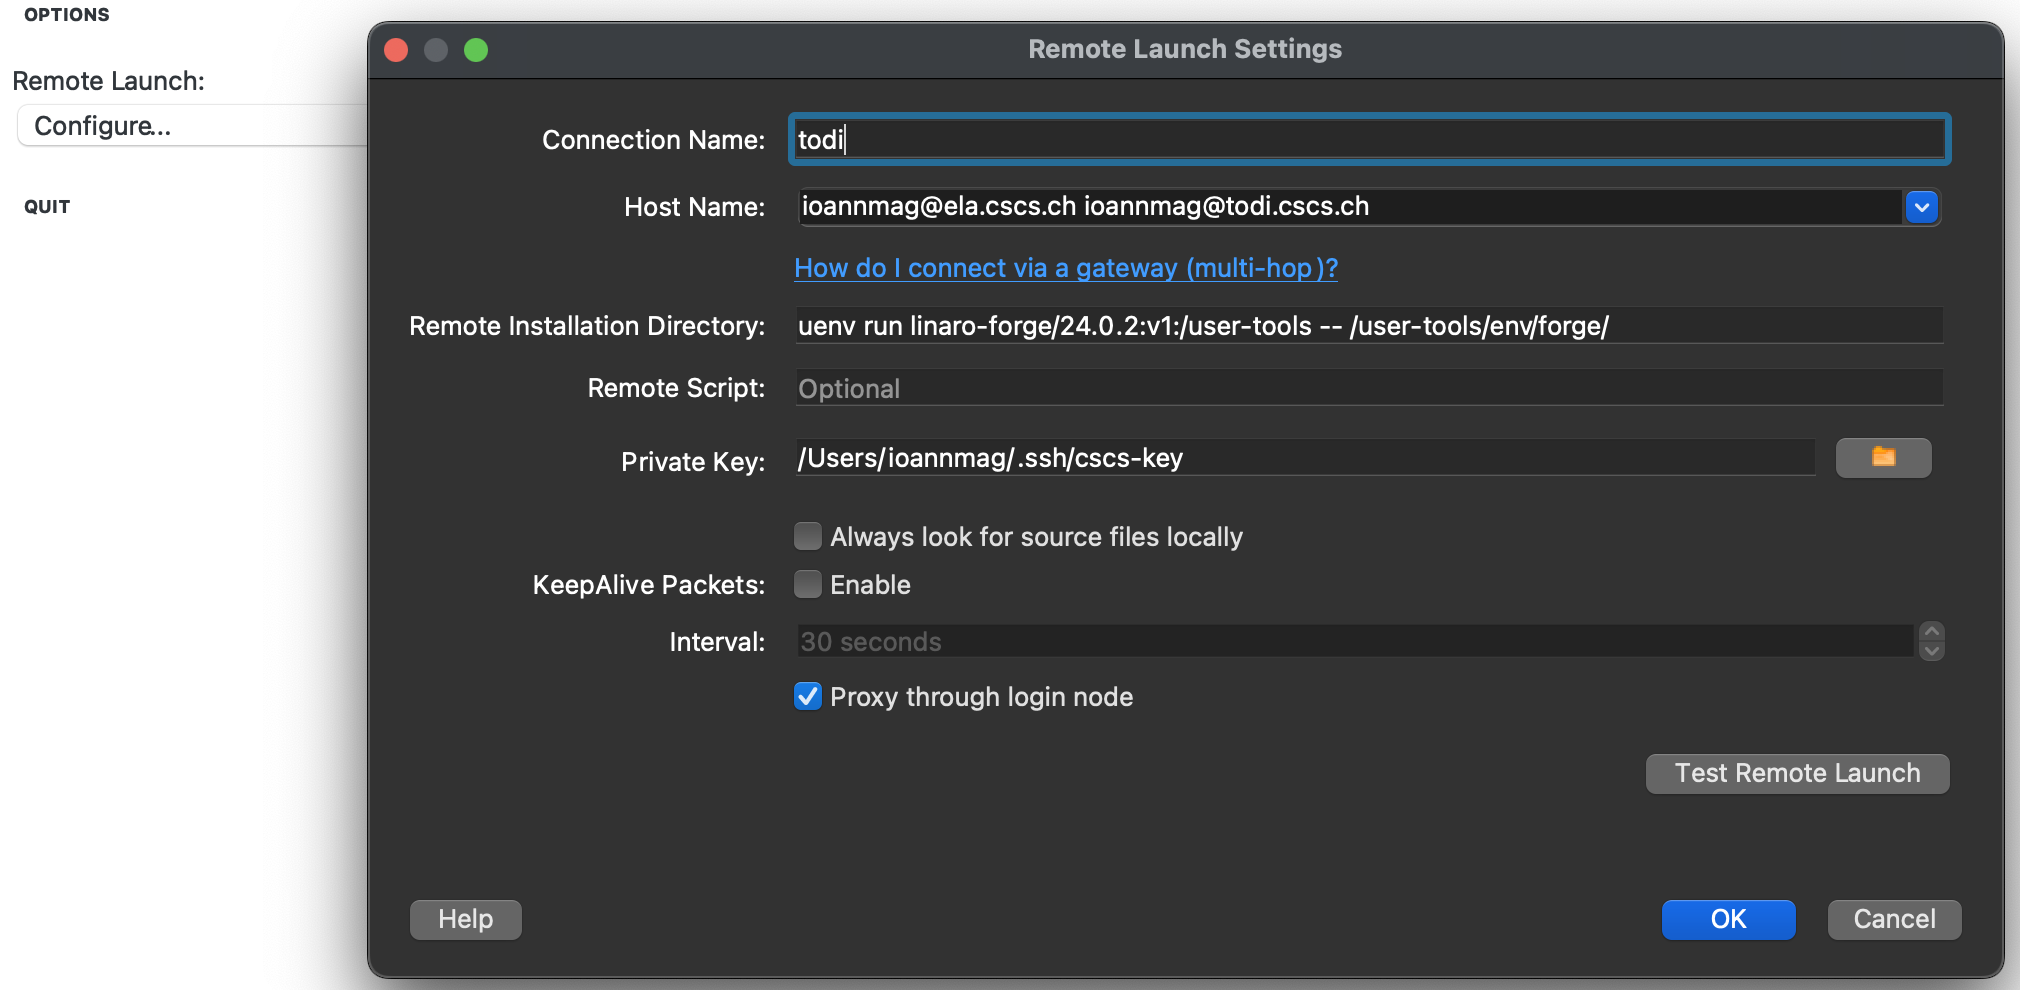 OPTIONS
Remote Launch:
Configure...
QUIT
Remote Launch Settings
Connection Name: todi
Host Name: ioannmag@ela.cscs.ch ioannmag@todi.cscs.ch
How do I connect via a gateway (multi-hop)?
Remote Installation Directory: uenv run linaro-forge/24.0.2:v1:/user-tools -- /user-tools/env/forge/
Remote Script: Optional
Private Key: /Users/ioannmag/.ssh/cscs-key
Always look for source files locally
KeepAlive Packets: Enable
Interval: 30 seconds
Proxy through login node
Test Remote Launch
Help OK Cancel